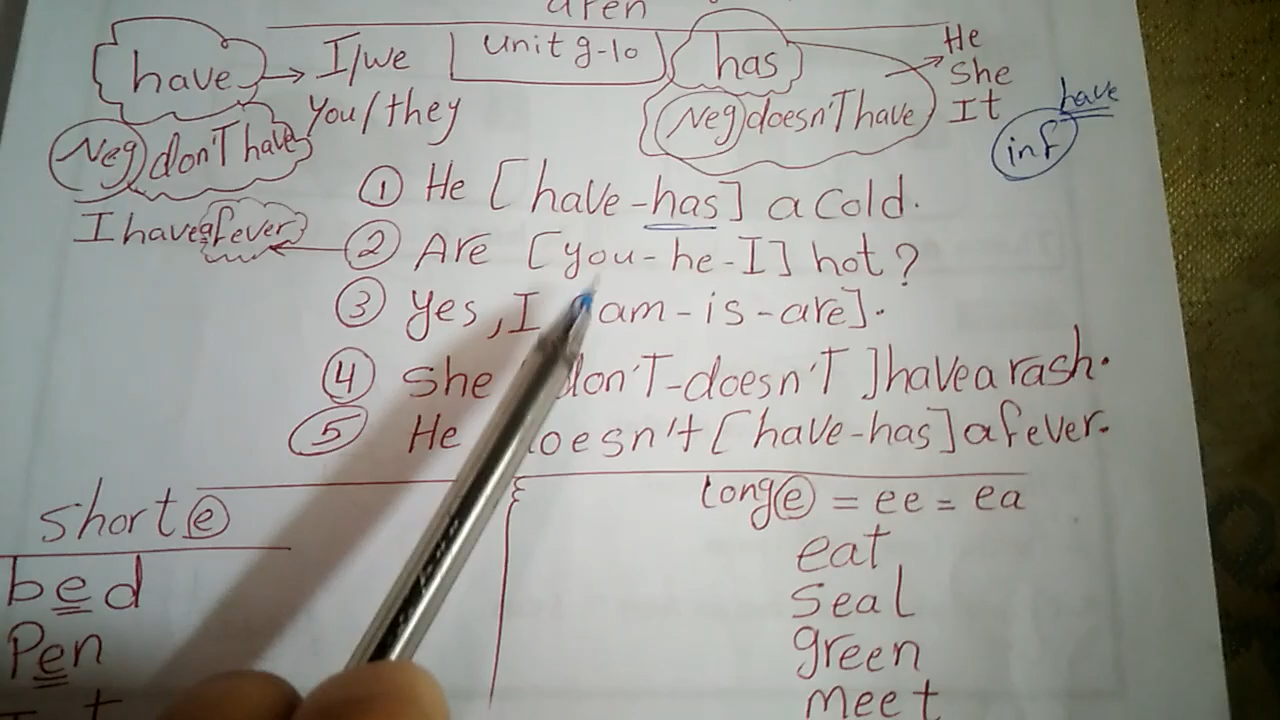 aren
have → I/we
unit 9-10
has
He
She
It
you/they
Neg don't have
Neg doesn't have
have
inf
① He [have-has] a cold.
I have a fever
② Are [you-he-I] hot?
③ yes, I am-is-are].
④ She don't-doesn't] have a rash.
⑤ He oesn't [have-has] a fever.
short e
long e = ee = ea
bed
Pen
eat
seal
green
meet